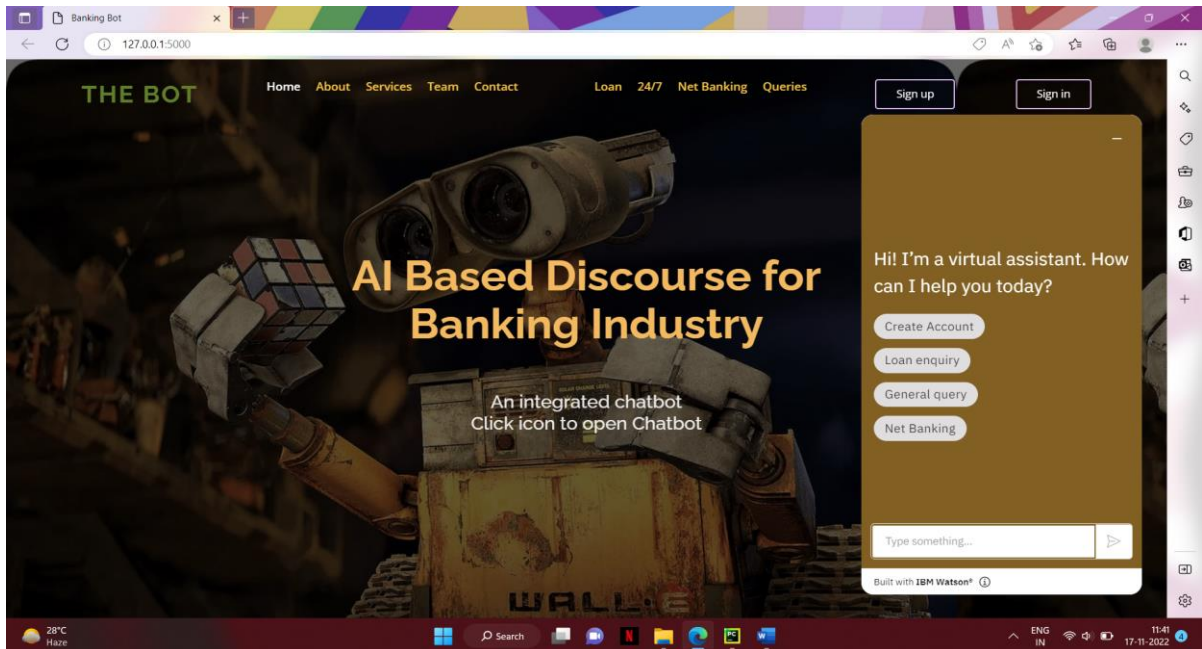 Banking Bot
127.0.0.1:5000
THE BOT
Home About Services Team Contact Loan 24/7 Net Banking Queries
Sign up Sign in
AI Based Discourse for
Banking Industry
An integrated chatbot
Click icon to open Chatbot
WALL·E
Hi! I'm a virtual assistant. How
can I help you today?
Create Account
Loan enquiry
General query
Net Banking
Type something...
Built with IBM Watson®
28°C
Haze
Search
ENG
IN
11:41
17-11-2022
4